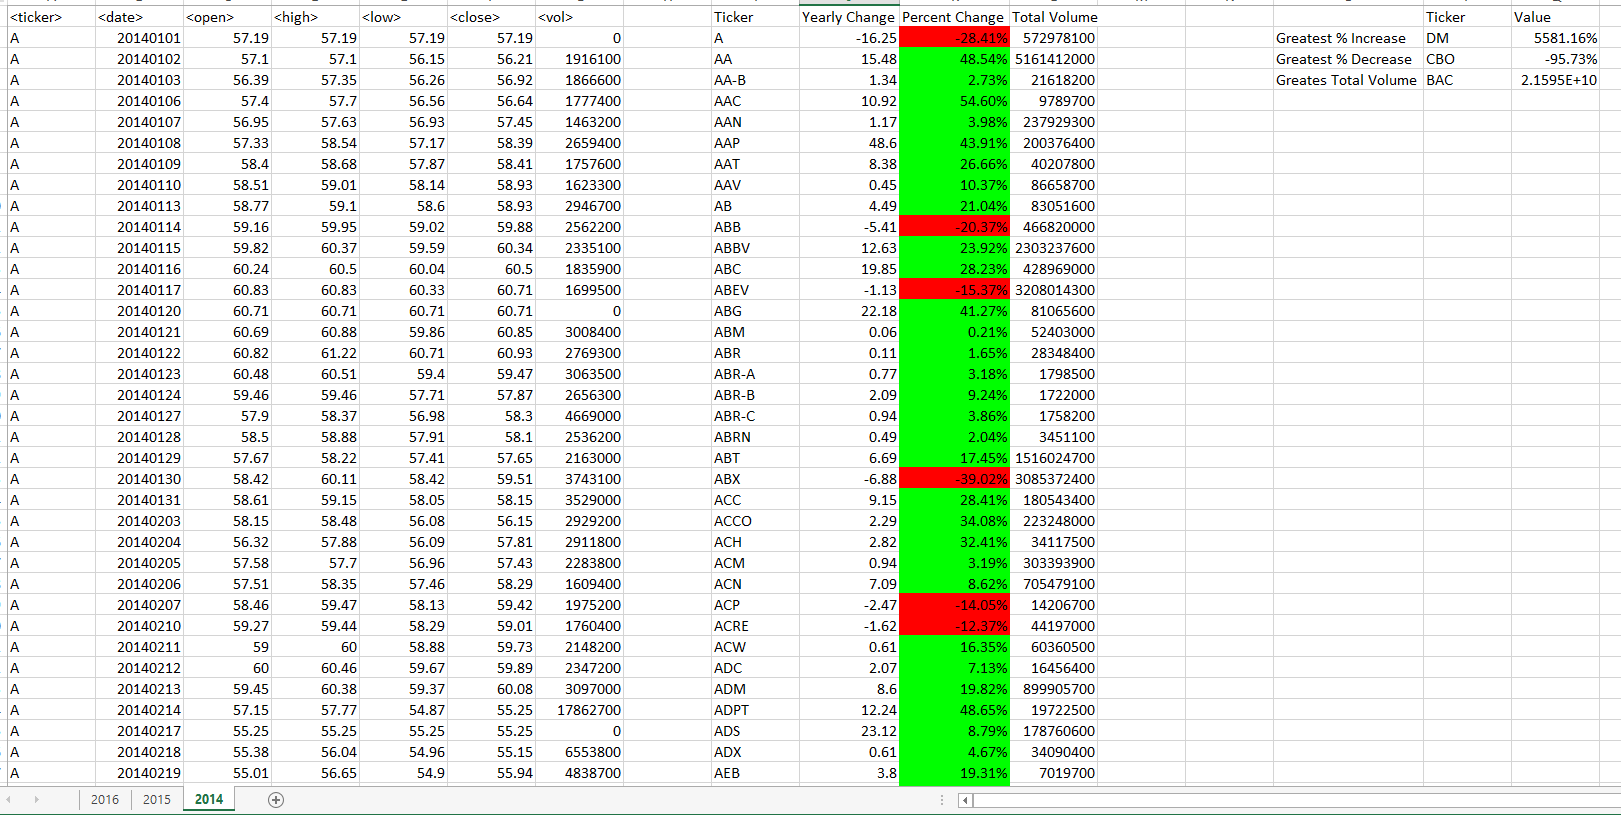 <ticker> <date> <open> <high> <low> <close> <vol> Ticker Yearly Change Percent Change Total Volume Ticker Value
A 20140101 57.19 57.19 57.19 57.19 0 A -16.25 -28.41% 572978100 Greatest % Increase DM 5581.16%
A 20140102 57.1 57.1 56.15 56.21 1916100 AA 15.48 48.54% 5161412000 Greatest % Decrease CBO -95.73%
A 20140103 56.39 57.35 56.26 56.92 1866600 AA-B 1.34 2.73% 21618200 Greates Total Volume BAC 2.1595E+10
A 20140106 57.4 57.7 56.56 56.64 1777400 AAC 10.92 54.60% 9789700
A 20140107 56.95 57.63 56.93 57.45 1463200 AAN 1.17 3.98% 237929300
A 20140108 57.33 58.54 57.17 58.39 2659400 AAP 48.6 43.91% 200376400
A 20140109 58.4 58.68 57.87 58.41 1757600 AAT 8.38 26.66% 40207800
A 20140110 58.51 59.01 58.14 58.93 1623300 AAV 0.45 10.37% 86658700
A 20140113 58.77 59.1 58.6 58.93 2946700 AB 4.49 21.04% 83051600
A 20140114 59.16 59.95 59.02 59.88 2562200 ABB -5.41 -20.37% 466820000
A 20140115 59.82 60.37 59.59 60.34 2335100 ABBV 12.63 23.92% 2303237600
A 20140116 60.24 60.5 60.04 60.5 1835900 ABC 19.85 28.23% 428969000
A 20140117 60.83 60.83 60.33 60.71 1699500 ABEV -1.13 -15.37% 3208014300
A 20140120 60.71 60.71 60.71 60.71 0 ABG 22.18 41.27% 81065600
A 20140121 60.69 60.88 59.86 60.85 3008400 ABM 0.06 0.21% 52403000
A 20140122 60.82 61.22 60.71 60.93 2769300 ABR 0.11 1.65% 28348400
A 20140123 60.48 60.51 59.4 59.47 3063500 ABR-A 0.77 3.18% 1798500
A 20140124 59.46 59.46 57.71 57.87 2656300 ABR-B 2.09 9.24% 1722000
A 20140127 57.9 58.37 56.98 58.3 4669000 ABR-C 0.94 3.86% 1758200
A 20140128 58.5 58.88 57.91 58.1 2536200 ABRN 0.49 2.04% 3451100
A 20140129 57.67 58.22 57.41 57.65 2163000 ABT 6.69 17.45% 1516024700
A 20140130 58.42 60.11 58.42 59.51 3743100 ABX -6.88 -39.02% 3085372400
A 20140131 58.61 59.15 58.05 58.15 3529000 ACC 9.15 28.41% 180543400
A 20140203 58.15 58.48 56.08 56.15 2929200 ACCO 2.29 34.08% 223248000
A 20140204 56.32 57.88 56.09 57.81 2911800 ACH 2.82 32.41% 34117500
A 20140205 57.58 57.7 56.96 57.43 2283800 ACM 0.94 3.19% 303393900
A 20140206 57.51 58.35 57.46 58.29 1609400 ACN 7.09 8.62% 705479100
A 20140207 58.46 59.47 58.13 59.42 1975200 ACP -2.47 -14.05% 14206700
A 20140210 59.27 59.44 58.29 59.01 1760400 ACRE -1.62 -12.37% 44197000
A 20140211 59 60 58.88 59.73 2148200 ACW 0.61 16.35% 60360500
A 20140212 60 60.46 59.67 59.89 2347200 ADC 2.07 7.13% 16456400
A 20140213 59.45 60.38 59.37 60.08 3097000 ADM 8.6 19.82% 899905700
A 20140214 57.15 57.77 54.87 55.25 17862700 ADPT 12.24 48.65% 19722500
A 20140217 55.25 55.25 55.25 55.25 0 ADS 23.12 8.79% 178760600
A 20140218 55.38 56.04 54.96 55.15 6553800 ADX 0.61 4.67% 34090400
A 20140219 55.01 56.65 54.9 55.94 4838700 AEB 3.8 19.31% 7019700
2016 2015 2014